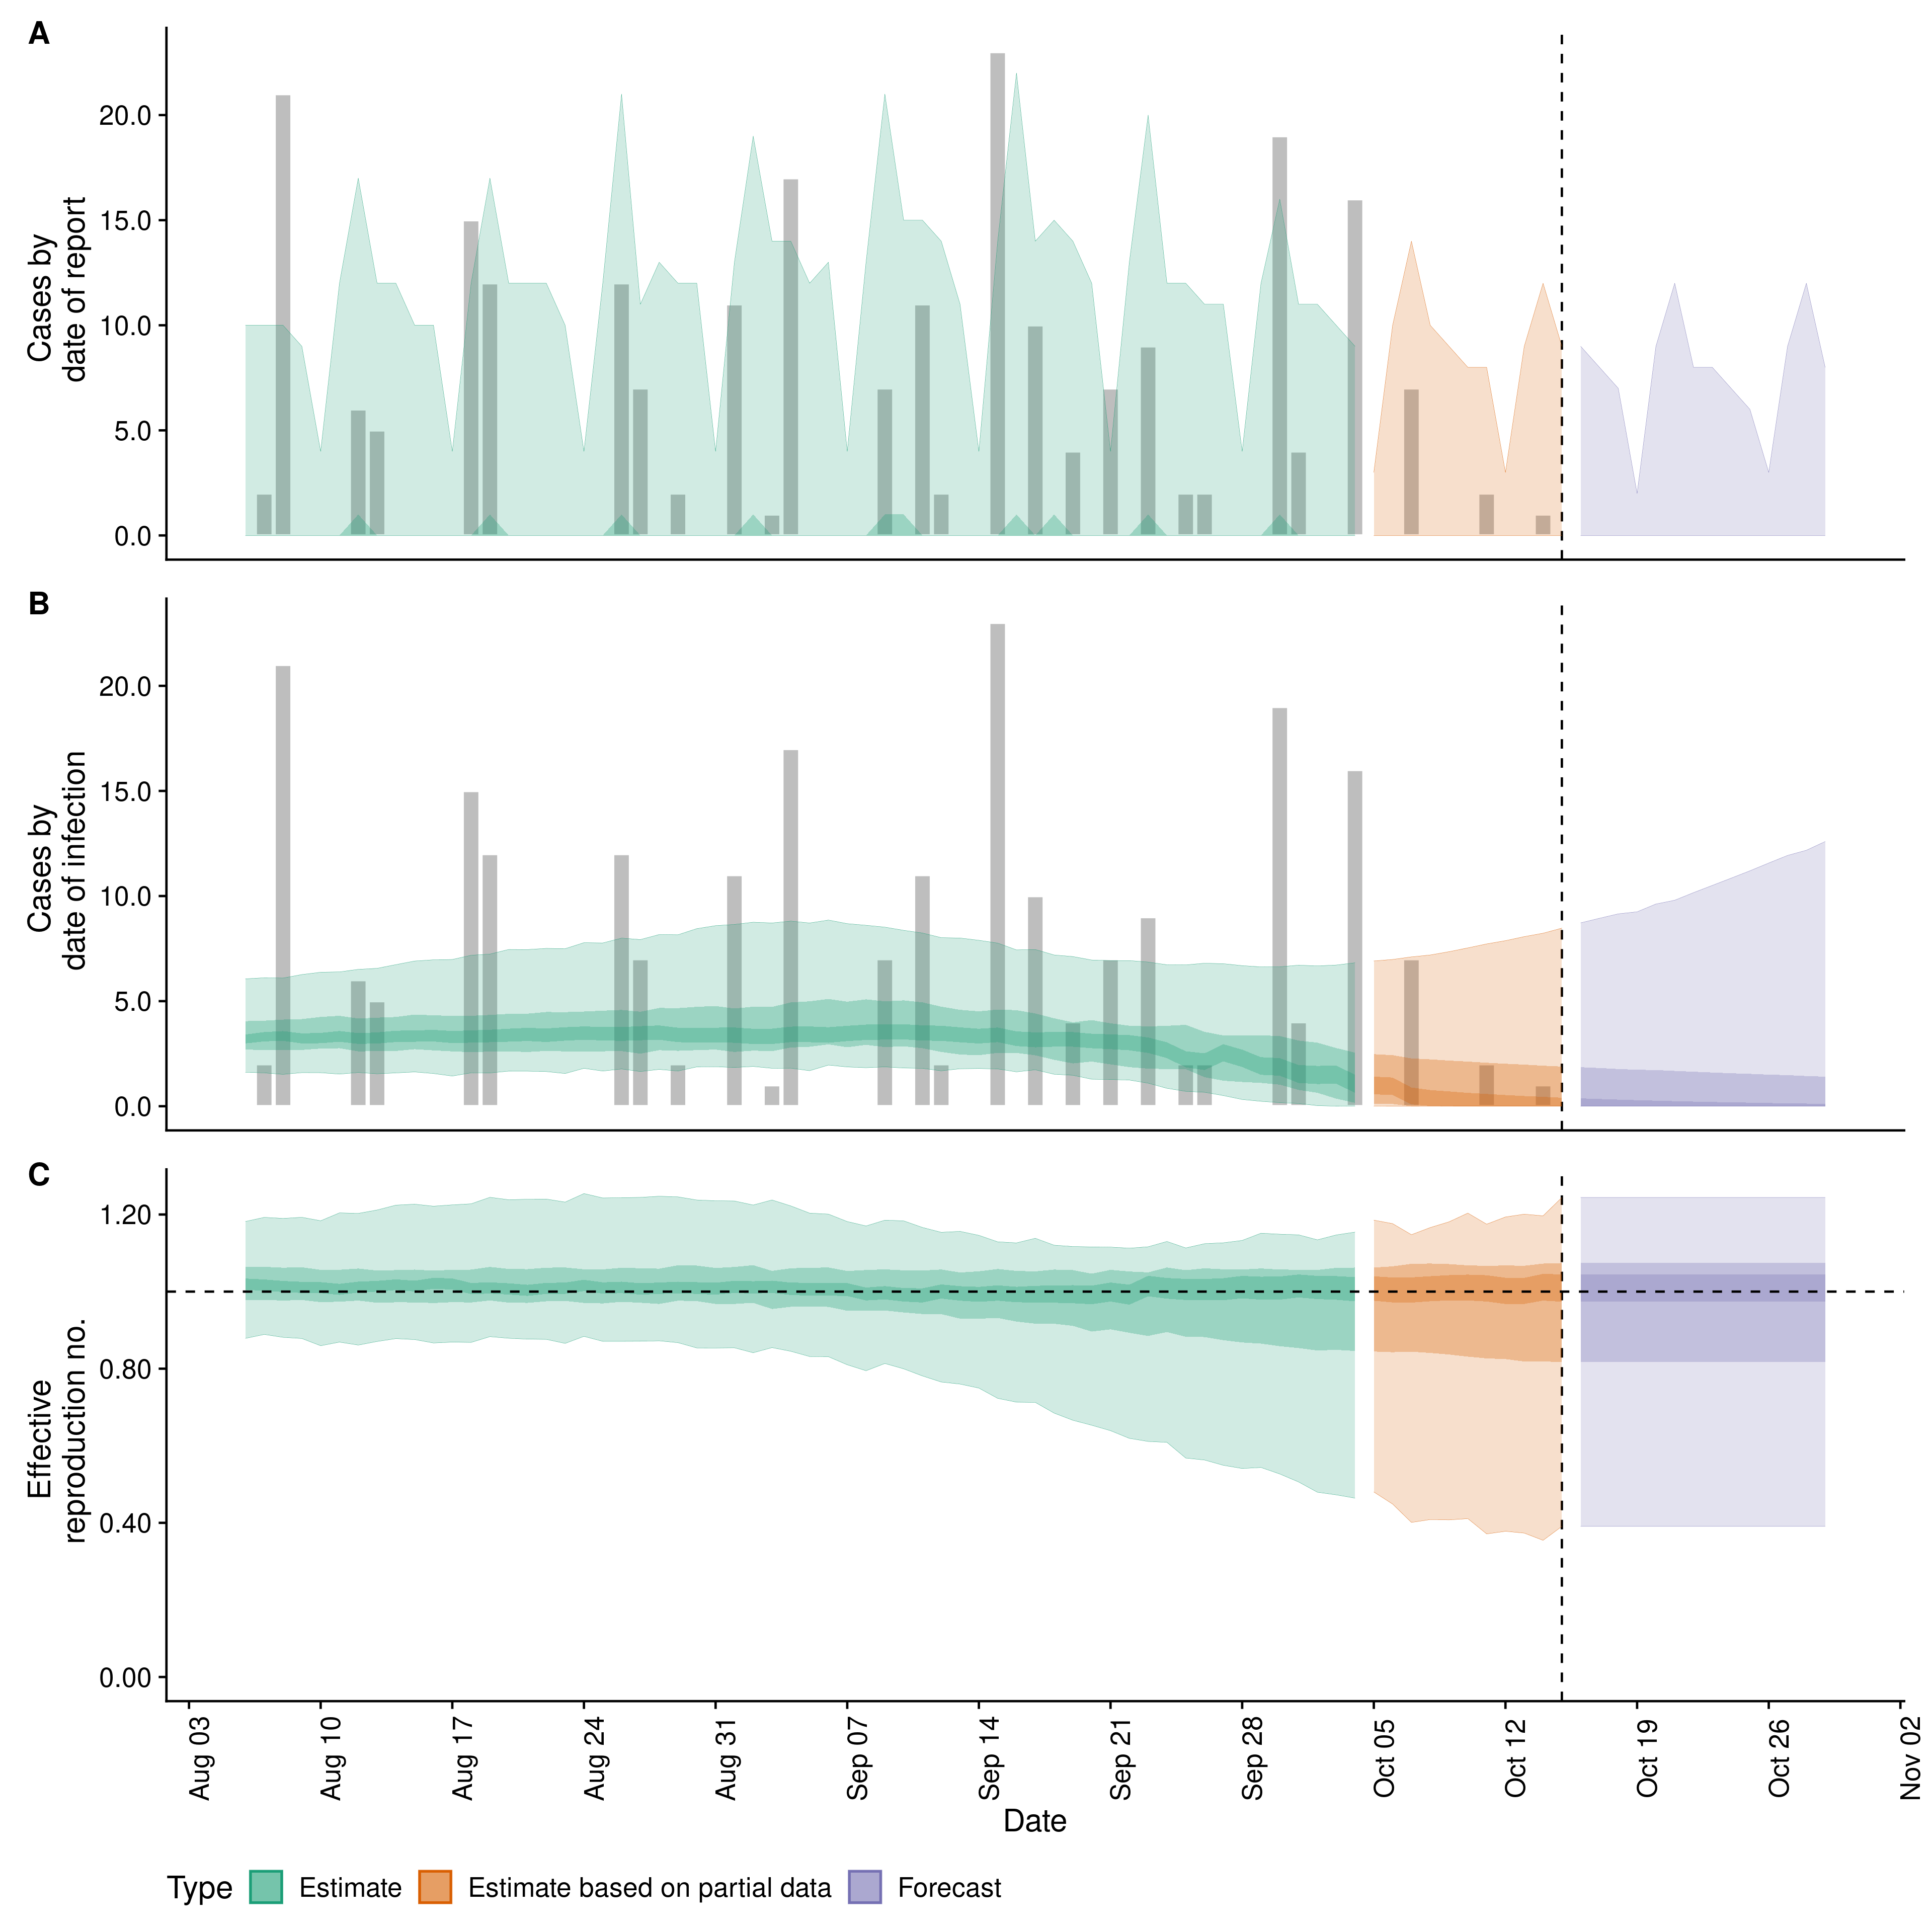 A
Cases by
date of report
20.0
15.0
10.0
5.0
0.0
B
Cases by
date of infection
20.0
15.0
10.0
5.0
0.0
C
Effective
reproduction no.
1.20
0.80
0.40
0.00
Aug 03
Aug 10
Aug 17
Aug 24
Aug 31
Sep 07
Sep 14
Sep 21
Sep 28
Oct 05
Oct 12
Oct 19
Oct 26
Nov 02
Date
Type
Estimate
Estimate based on partial data
Forecast